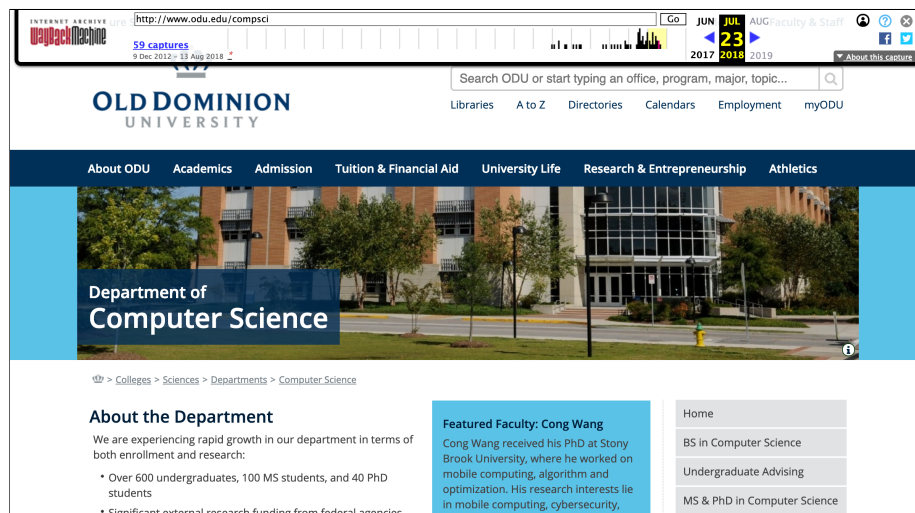 INTERNET ARCHIVE
WayBackMachine
http://www.odu.edu/compsci
Go
JUN JUL AUG
Faculty & Staff
23
59 captures
9 Dec 2012 – 13 Aug 2018
2017 2018 2019
▼ About this capture
Search ODU or start typing an office, program, major, topic...
OLD DOMINION
UNIVERSITY
Libraries A to Z Directories Calendars Employment myODU
About ODU Academics Admission Tuition & Financial Aid University Life Research & Entrepreneurship Athletics
Department of
Computer Science
> Colleges > Sciences > Departments > Computer Science
About the Department
We are experiencing rapid growth in our department in terms of
both enrollment and research:
• Over 600 undergraduates, 100 MS students, and 40 PhD
students
• Significant external research funding from federal agencies
Featured Faculty: Cong Wang
Cong Wang received his PhD at Stony
Brook University, where he worked on
mobile computing, algorithm and
optimization. His research interests lie
in mobile computing, cybersecurity,
Home
BS in Computer Science
Undergraduate Advising
MS & PhD in Computer Science